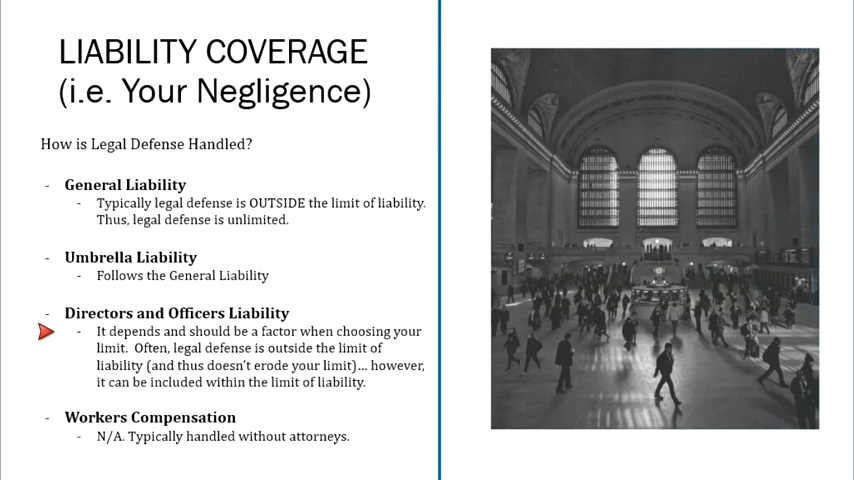 LIABILITY COVERAGE
(i.e. Your Negligence)
How is Legal Defense Handled?
- General Liability
- Typically legal defense is OUTSIDE the limit of liability.
Thus, legal defense is unlimited.
- Umbrella Liability
- Follows the General Liability
- Directors and Officers Liability
- It depends and should be a factor when choosing your
limit. Often, legal defense is outside the limit of
liability (and thus doesn't erode your limit)... however,
it can be included within the limit of liability.
- Workers Compensation
- N/A. Typically handled without attorneys.